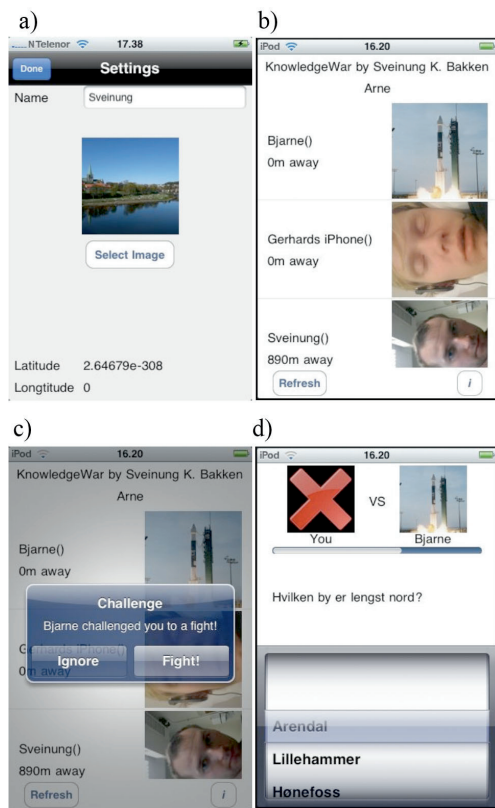 a)
b)
NTelenor 17.38
Done Settings
Name Sveinung
Select Image
Latitude 2.64679e-308
Longtitude 0
iPod 16.20
KnowledgeWar by Sveinung K. Bakken
Arne
Bjarne()
0m away
Gerhards iPhone()
0m away
Sveinung()
890m away
Refresh i
c)
d)
iPod 16.20
KnowledgeWar by Sveinung K. Bakken
Arne
Bjarne()
0m away
Challenge
Bjarne challenged you to a fight!
Gerhards iPhone()
Ignore Fight!
0m away
Sveinung()
890m away
Refresh i
iPod 16.20
VS
You Bjarne
Hvilken by er lengst nord?
Arendal
Lillehammer
Hønefoss